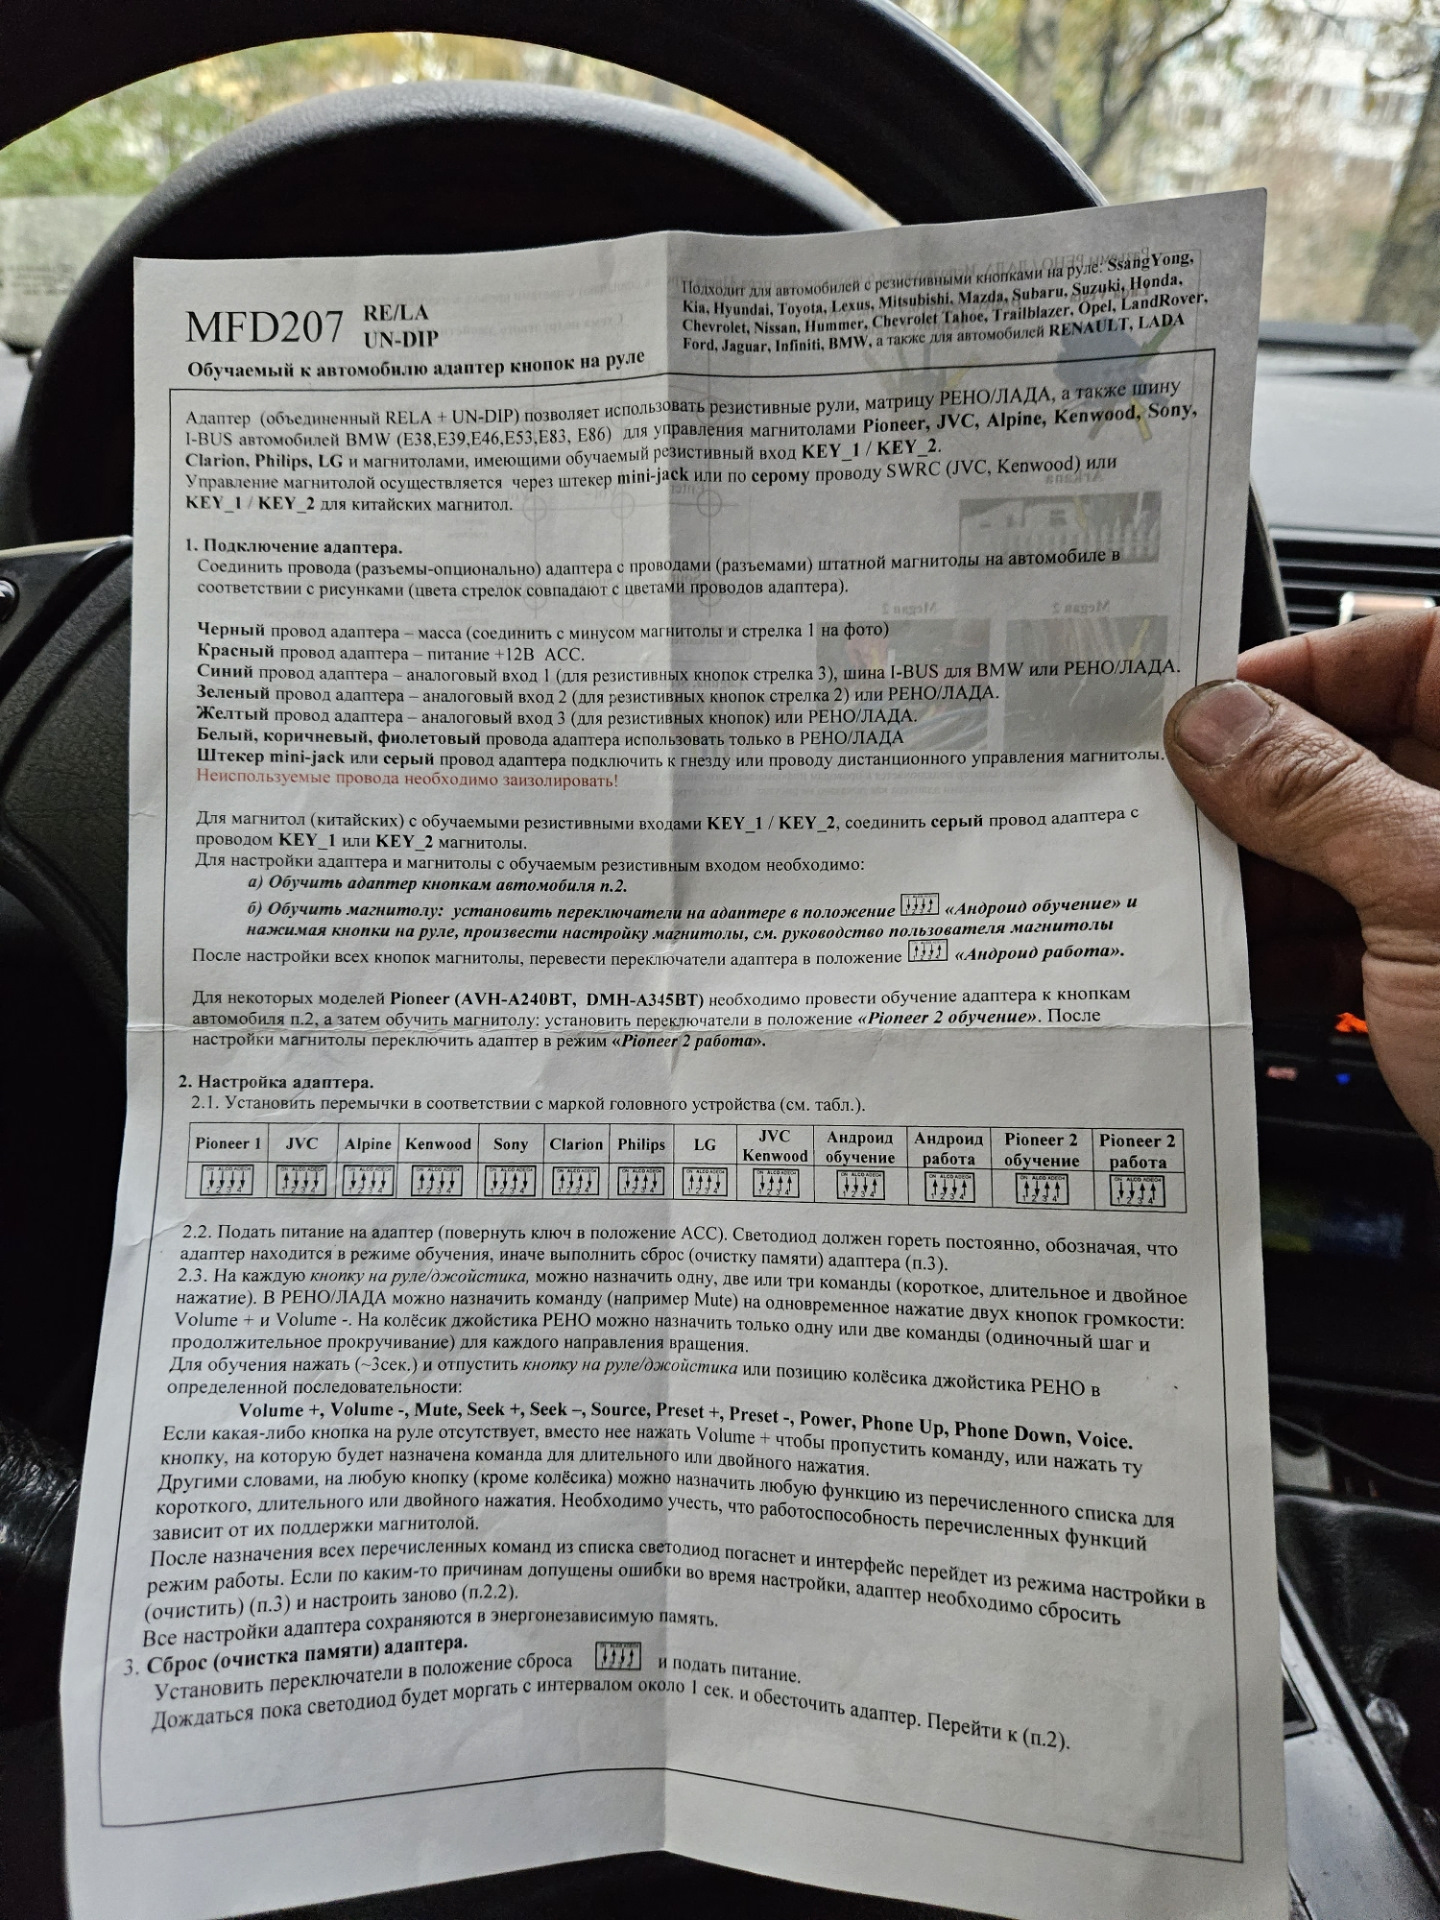 MFD207 RE/LA
UN-DIP
Обучаемый к автомобилю адаптер кнопок на руле
Подходит для автомобилей с резистивными кнопками на руле: SsangYong,
Kia, Hyundai, Toyota, Lexus, Mitsubishi, Mazda, Subaru, Suzuki, Honda,
Chevrolet, Nissan, Hummer, Chevrolet Tahoe, Trailblazer, Opel, LandRover,
Ford, Jaguar, Infiniti, BMW, а также для автомобилей RENAULT, LADA
Адаптер (объединенный RELA + UN-DIP) позволяет использовать резистивные рули, матрицу РЕНО/ЛАДА, а также шину
I-BUS автомобилей BMW (E38,E39,E46,E53,E83, E86) для управления магнитолами Pioneer, JVC, Alpine, Kenwood, Sony,
Clarion, Philips, LG и магнитолами, имеющими обучаемый резистивный вход KEY_1 / KEY_2.
Управление магнитолой осуществляется через штекер mini-jack или по серому проводу SWRC (JVC, Kenwood) или
KEY_1 / KEY_2 для китайских магнитол.
1. Подключение адаптера.
Соединить провода (разъемы-опционально) адаптера с проводами (разъемами) штатной магнитолы на автомобиле в
соответствии с рисунками (цвета стрелок совпадают с цветами проводов адаптера).
Черный провод адаптера – масса (соединить с минусом магнитолы и стрелка 1 на фото)
Красный провод адаптера – питание +12В АСС.
Синий провод адаптера – аналоговый вход 1 (для резистивных кнопок стрелка 3), шина I-BUS для BMW или РЕНО/ЛАДА.
Зеленый провод адаптера – аналоговый вход 2 (для резистивных кнопок стрелка 2) или РЕНО/ЛАДА.
Желтый провод адаптера – аналоговый вход 3 (для резистивных кнопок) или РЕНО/ЛАДА.
Белый, коричневый, фиолетовый провода адаптера использовать только в РЕНО/ЛАДА
Штекер mini-jack или серый провод адаптера подключить к гнезду или проводу дистанционного управления магнитолы.
Неиспользуемые провода необходимо заизолировать!
Для магнитол (китайских) с обучаемыми резистивными входами KEY_1 / KEY_2, соединить серый провод адаптера с
проводом KEY_1 или KEY_2 магнитолы.
Для настройки адаптера и магнитолы с обучаемым резистивным входом необходимо:
а) Обучить адаптер кнопкам автомобиля п.2.
б) Обучить магнитолу: установить переключатели на адаптере в положение «Андроид обучение» и
нажимая кнопки на руле, произвести настройку магнитолы, см. руководство пользователя магнитолы
После настройки всех кнопок магнитолы, перевести переключатели адаптера в положение «Андроид работа».
Для некоторых моделей Pioneer (AVH-A240BT, DMH-A345BT) необходимо провести обучение адаптера к кнопкам
автомобиля п.2, а затем обучить магнитолу: установить переключатели в положение «Pioneer 2 обучение». После
настройки магнитолы переключить адаптер в режим «Pioneer 2 работа».
2. Настройка адаптера.
2.1. Установить перемычки в соответствии с маркой головного устройства (см. табл.).
Pioneer 1 JVC Alpine Kenwood Sony Clarion Philips LG JVC Kenwood Андроид обучение Андроид работа Pioneer 2 обучение Pioneer 2 работа
2.2. Подать питание на адаптер (повернуть ключ в положение АСС). Светодиод должен гореть постоянно, обозначая, что
адаптер находится в режиме обучения, иначе выполнить сброс (очистку памяти) адаптера (п.3).
2.3. На каждую кнопку на руле/джойстика, можно назначить одну, две или три команды (короткое, длительное и двойное
нажатие). В РЕНО/ЛАДА можно назначить команду (например Mute) на одновременное нажатие двух кнопок громкости:
Volume + и Volume -. На колёсик джойстика РЕНО можно назначить только одну или две команды (одиночный шаг и
продолжительное прокручивание) для каждого направления вращения.
Для обучения нажать (~3сек.) и отпустить кнопку на руле/джойстика или позицию колёсика джойстика РЕНО в
определенной последовательности:
Volume +, Volume -, Mute, Seek +, Seek –, Source, Preset +, Preset -, Power, Phone Up, Phone Down, Voice.
Если какая-либо кнопка на руле отсутствует, вместо нее нажать Volume + чтобы пропустить команду, или нажать ту
кнопку, на которую будет назначена команда для длительного или двойного нажатия.
Другими словами, на любую кнопку (кроме колёсика) можно назначить любую функцию из перечисленного списка для
короткого, длительного или двойного нажатия. Необходимо учесть, что работоспособность перечисленных функций
зависит от их поддержки магнитолой.
После назначения всех перечисленных команд из списка светодиод погаснет и интерфейс перейдет из режима настройки в
режим работы. Если по каким-то причинам допущены ошибки во время настройки, адаптер необходимо сбросить
(очистить) (п.3) и настроить заново (п.2.2).
Все настройки адаптера сохраняются в энергонезависимую память.
3. Сброс (очистка памяти) адаптера.
Установить переключатели в положение сброса и подать питание.
Дождаться пока светодиод будет моргать с интервалом около 1 сек. и обесточить адаптер. Перейти к (п.2).